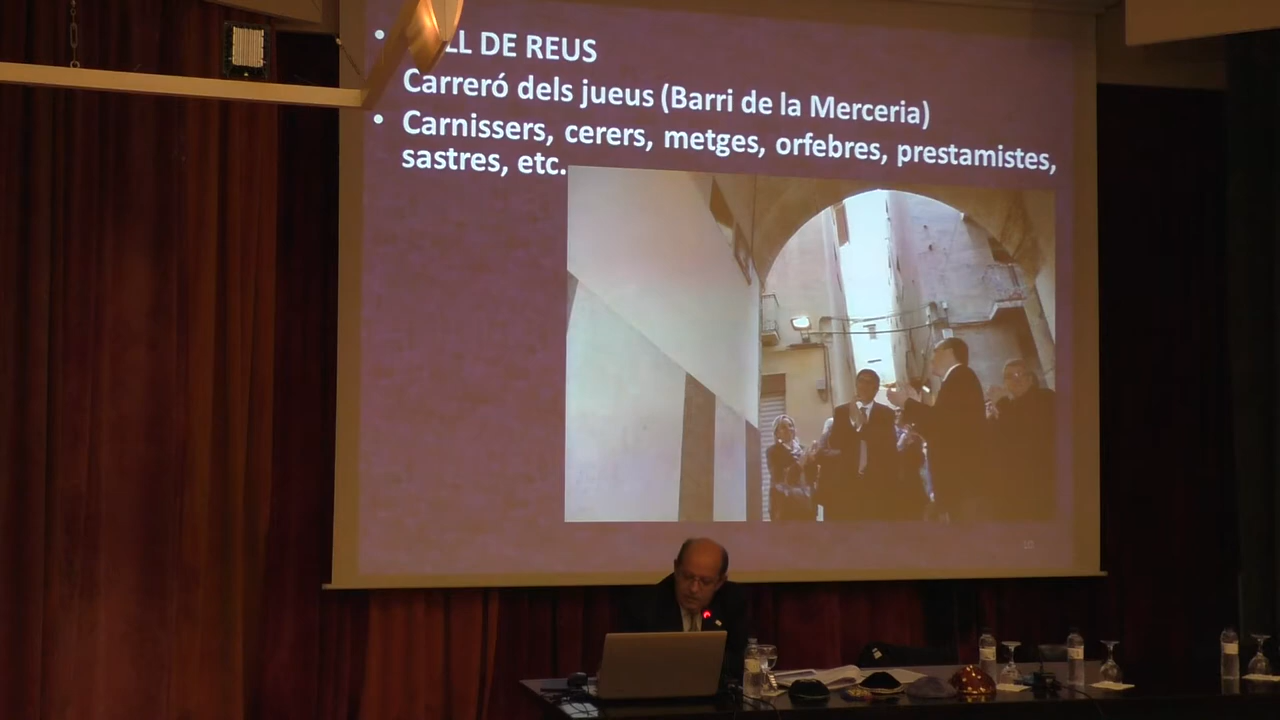 DE REUS
Carreró dels jueus (Barri de la Merceria)
Carnissers, cerers, metges, orfebres, prestamistes,
sastres, etc.